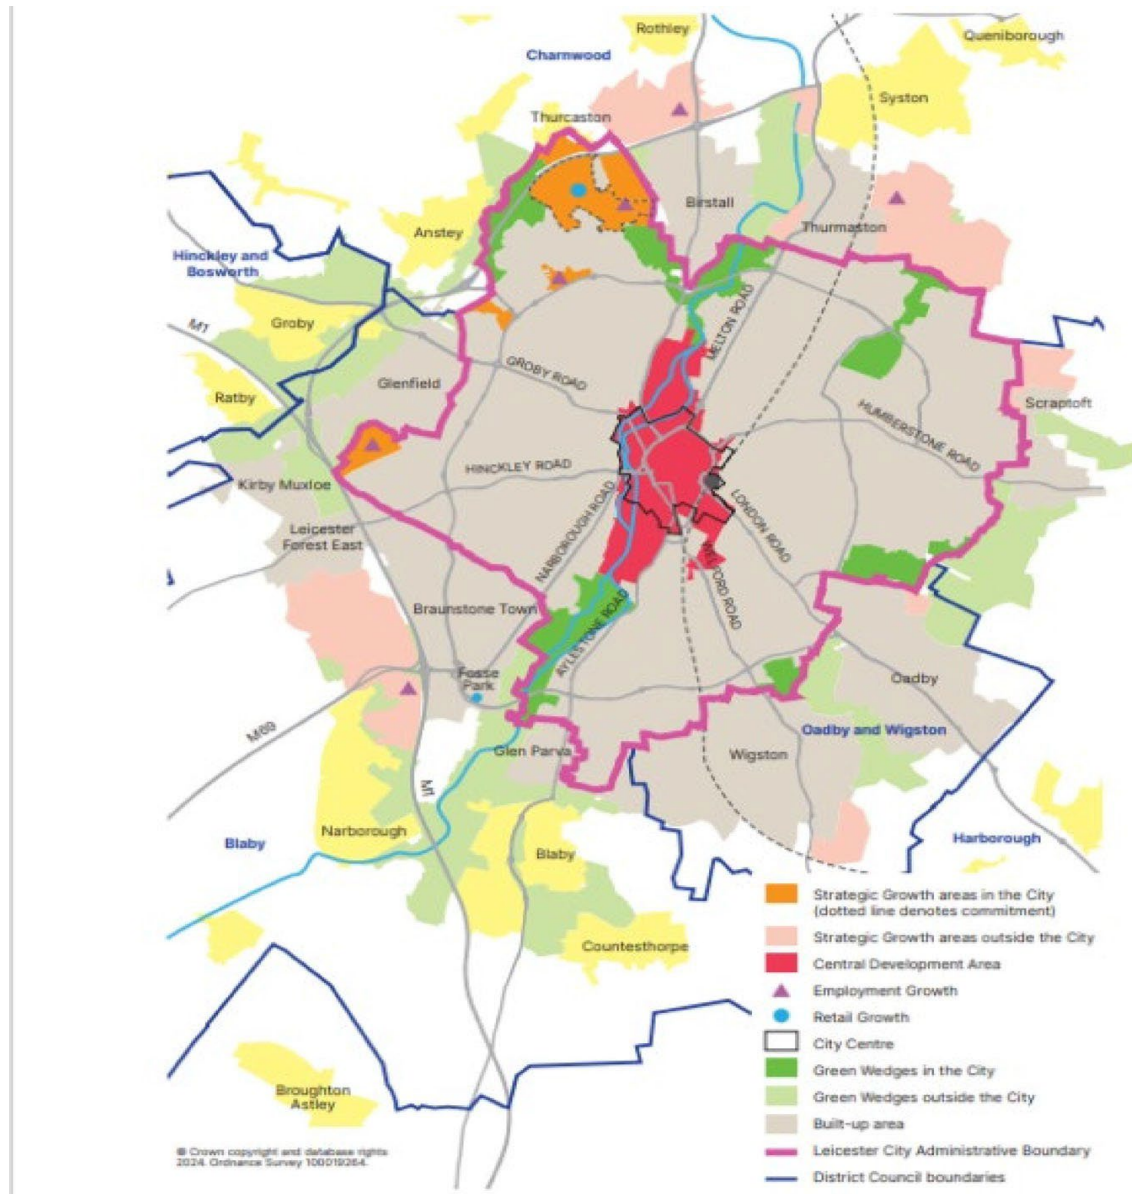 Rothley
Queniborough
Charnwood
Syston
Thurcaston
Birstall
Anstey
Thurmaston
Hinckley and
Bosworth
M1
Groby
MELTON ROAD
GROBY ROAD
Glenfield
Ratby
Scraptoft
HUMBERSTONE ROAD
HINCKLEY ROAD
Kirby Muxloe
NARBOROUGH ROAD
LONDON ROAD
Leicester
Forest East
WELFORD ROAD
Braunstone Town
AYLESTONE ROAD
Fosse
Park
Oadby
M69
Oadby and Wigston
Glen Parva
Wigston
M1
Narborough
Blaby
Harborough
Blaby
Countesthorpe
Broughton
Astley
Strategic Growth areas in the City
(dotted line denotes commitment)
Strategic Growth areas outside the City
Central Development Area
Employment Growth
Retail Growth
City Centre
Green Wedges in the City
Green Wedges outside the City
Built-up area
Leicester City Administrative Boundary
District Council boundaries
© Crown copyright and database rights
2024. Ordnance Survey 100019264.